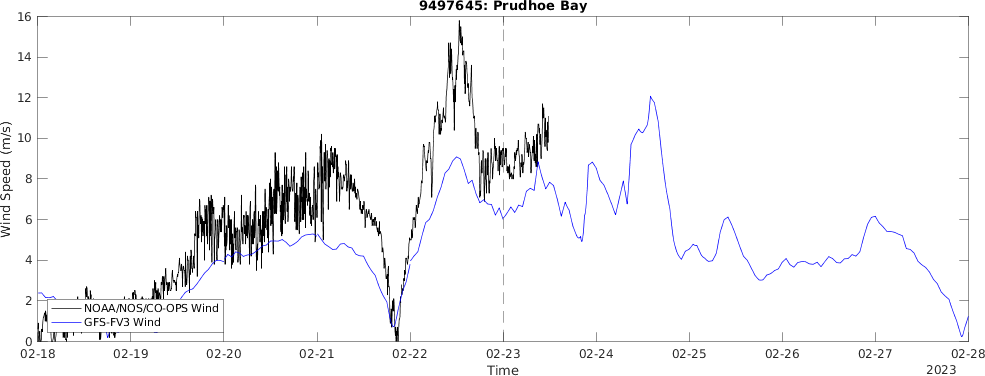 9497645: Prudhoe Bay
16
14
12
10
8
6
4
2
0
Wind Speed (m/s)
NOAA/NOS/CO-OPS Wind
GFS-FV3 Wind
02-18 02-19 02-20 02-21 02-22 02-23 02-24 02-25 02-26 02-27 02-28
Time
2023